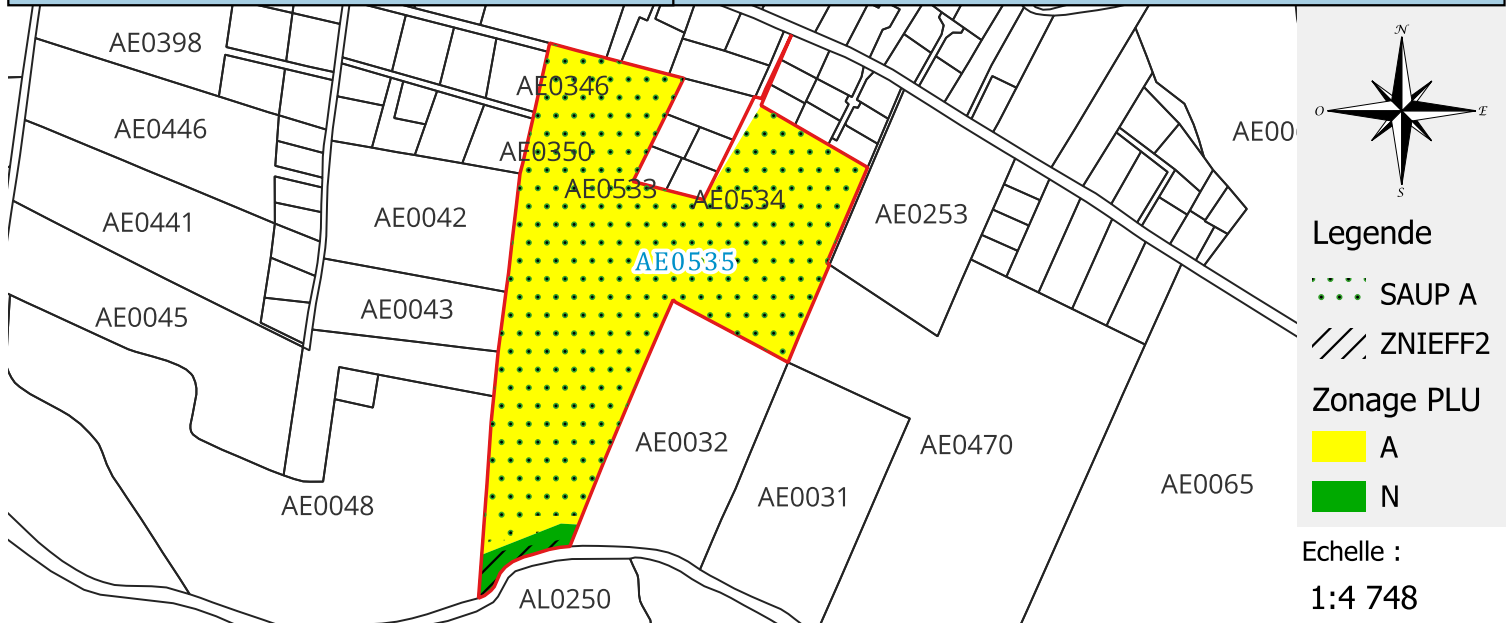 AE0398
AE0346
AE0446
AE0350
AE0533
AE0534
AE0042
AE0441
AE0253
AE0535
AE0043
AE0045
AE0032
AE0470
AE0031
AE0065
AE0048
AL0250
N
O
E
S
Legende
SAUP A
ZNIEFF2
Zonage PLU
A
N
Echelle :
1:4 748